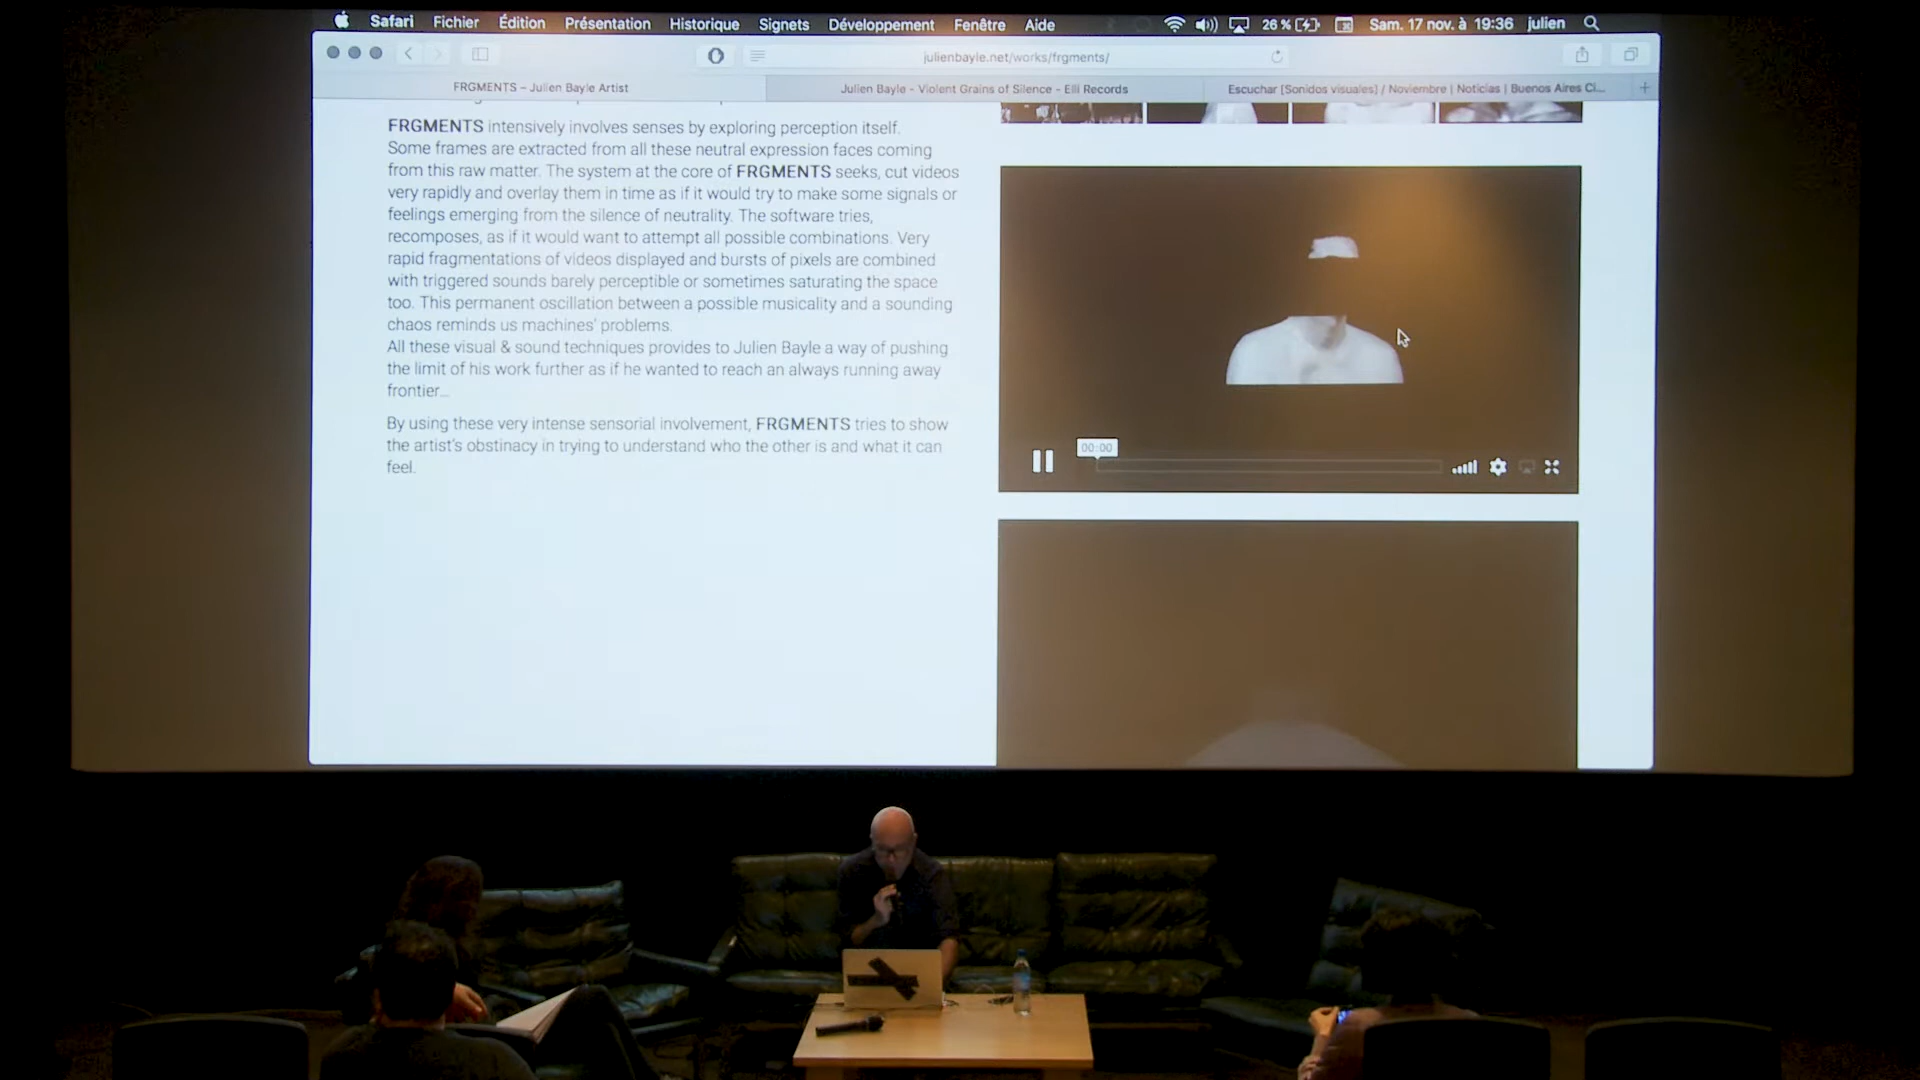 Safari Fichier Édition Présentation Historique Signets Développement Fenêtre Aide 26 % Sam. 17 nov. à 19:36 julien
julienbayle.net/works/frgments/
FRGMENTS – Julien Bayle Artist
Julien Bayle - Violent Grains of Silence - Elli Records
Escuchar [Sonidos visuales] / Noviembre | Noticias | Buenos Aires Ci...
FRGMENTS intensively involves senses by exploring perception itself.
Some frames are extracted from all these neutral expression faces coming
from this raw matter. The system at the core of FRGMENTS seeks, cut videos
very rapidly and overlay them in time as if it would try to make some signals or
feelings emerging from the silence of neutrality. The software tries,
recomposes, as if it would want to attempt all possible combinations. Very
rapid fragmentations of videos displayed and bursts of pixels are combined
with triggered sounds barely perceptible or sometimes saturating the space
too. This permanent oscillation between a possible musicality and a sounding
chaos reminds us machines' problems.
All these visual & sound techniques provides to Julien Bayle a way of pushing
the limit of his work further as if he wanted to reach an always running away
frontier...
By using these very intense sensorial involvement, FRGMENTS tries to show
the artist's obstinacy in trying to understand who the other is and what it can
feel.
00:00